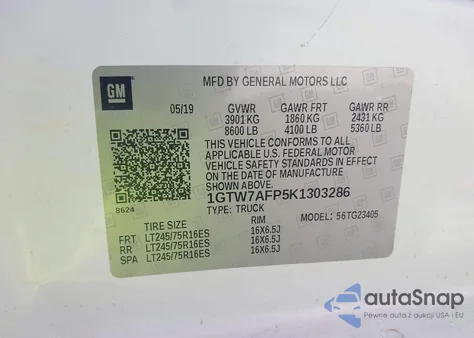 GM
MFD BY GENERAL MOTORS LLC
05/19 GVWR GAWR FRT GAWR RR
3901 KG 1860 KG 2431 KG
8600 LB 4100 LB 5360 LB
THIS VEHICLE CONFORMS TO ALL
APPLICABLE U.S. FEDERAL MOTOR
VEHICLE SAFETY STANDARDS IN EFFECT
ON THE DATE OF MANUFACTURE
SHOWN ABOVE.
8624
1GTW7AFP5K1303286
TYPE: TRUCK MODEL: 56TG23405
TIRE SIZE RIM
FRT LT245/75R16ES 16X6.5J
RR LT245/75R16ES 16X6.5J
SPA LT245/75R16ES 16X6.5J
autoSnap
Pewne auta z dostępem z USA i EU